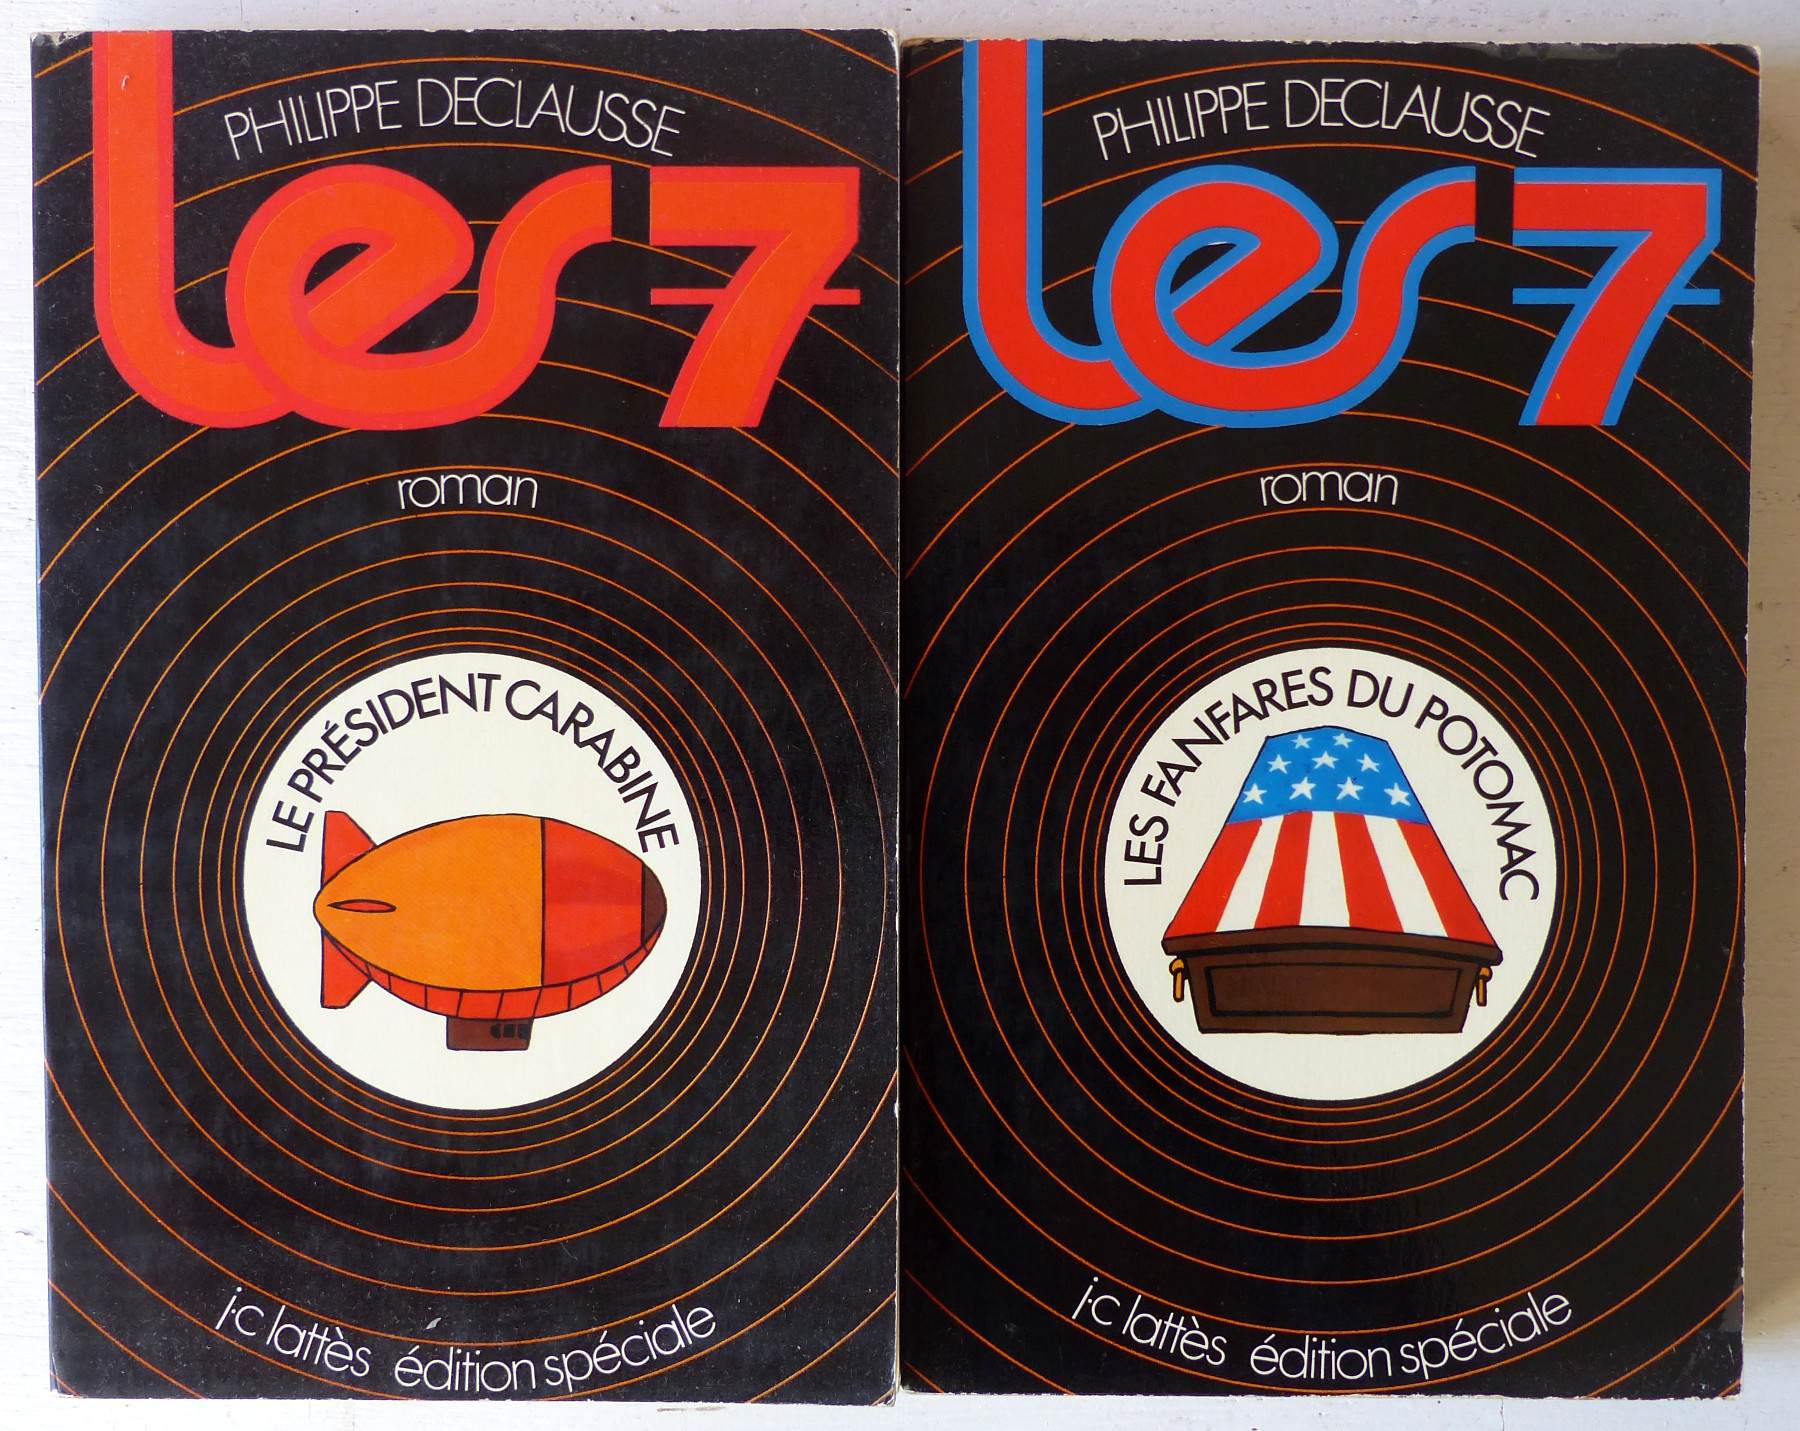 PHILIPPE DECLAUSSE
les 7
roman
LE PRÉSIDENT CARABINE
j·c lattès édition spéciale
PHILIPPE DECLAUSSE
les 7
roman
LES FANFARES DU POTOMAC
j·c lattès édition spéciale